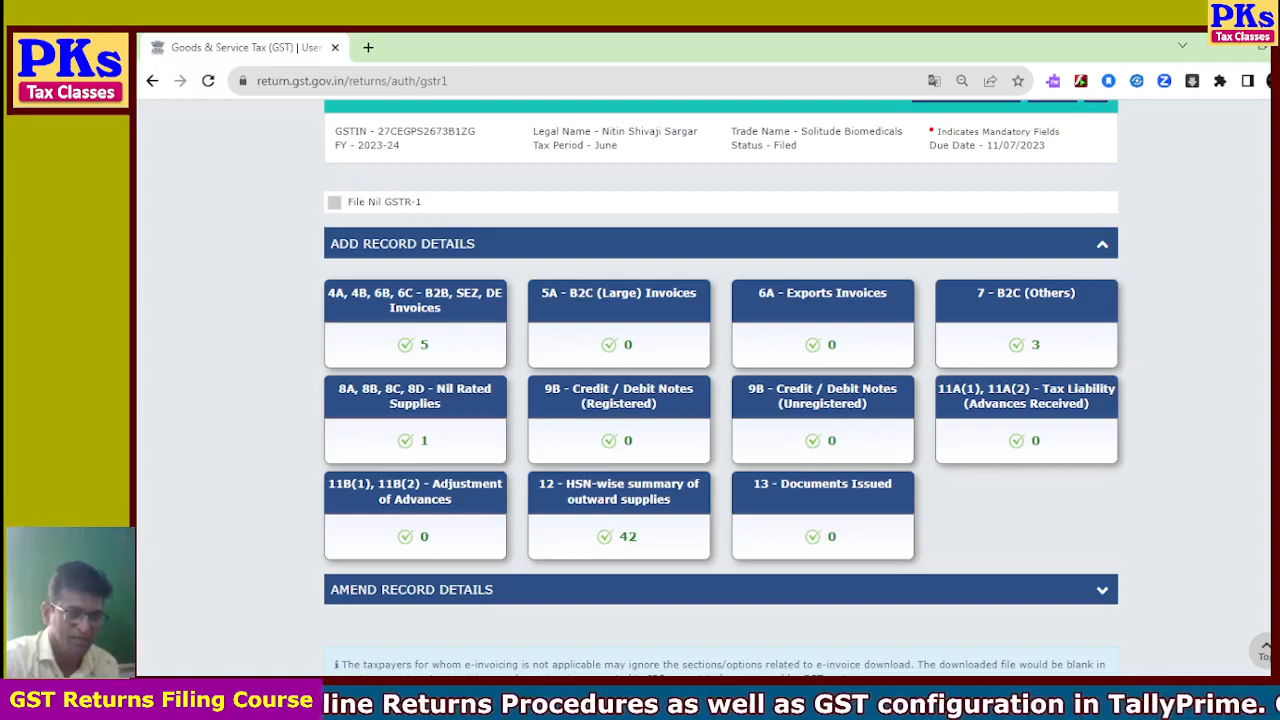 PKs
Tax Classes
PKs
Tax Classes
Goods & Service Tax (GST) | User
return.gst.gov.in/returns/auth/gstr1
GSTIN - 27CEGPS2673B1ZG
Legal Name - Nitin Shivaji Sargar
Trade Name - Solitude Biomedicals
• Indicates Mandatory Fields
FY - 2023-24
Tax Period - June
Status - Filed
Due Date - 11/07/2023
File Nil GSTR-1
ADD RECORD DETAILS
4A, 4B, 6B, 6C - B2B, SEZ, DE
Invoices
5
5A - B2C (Large) Invoices
0
6A - Exports Invoices
0
7 - B2C (Others)
3
8A, 8B, 8C, 8D - Nil Rated
Supplies
1
9B - Credit / Debit Notes
(Registered)
0
9B - Credit / Debit Notes
(Unregistered)
0
11A(1), 11A(2) - Tax Liability
(Advances Received)
0
11B(1), 11B(2) - Adjustment
of Advances
0
12 - HSN-wise summary of
outward supplies
42
13 - Documents Issued
0
AMEND RECORD DETAILS
The taxpayers for whom e-invoicing is not applicable may ignore the sections/options related to e-invoice download. The downloaded file would be blank in
Top
GST Returns Filing Course
line Returns Procedures as well as GST configuration in TallyPrime.